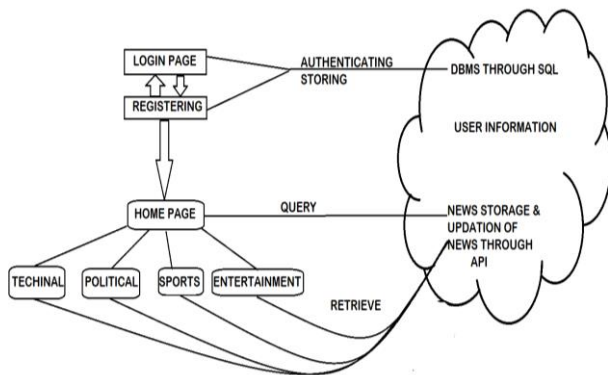 LOGIN PAGE
REGISTERING
AUTHENTICATING
STORING
DBMS THROUGH SQL
USER INFORMATION
HOME PAGE
QUERY
NEWS STORAGE &
UPDATION OF
NEWS THROUGH
API
TECHINAL
POLITICAL
SPORTS
ENTERTAINMENT
RETRIEVE